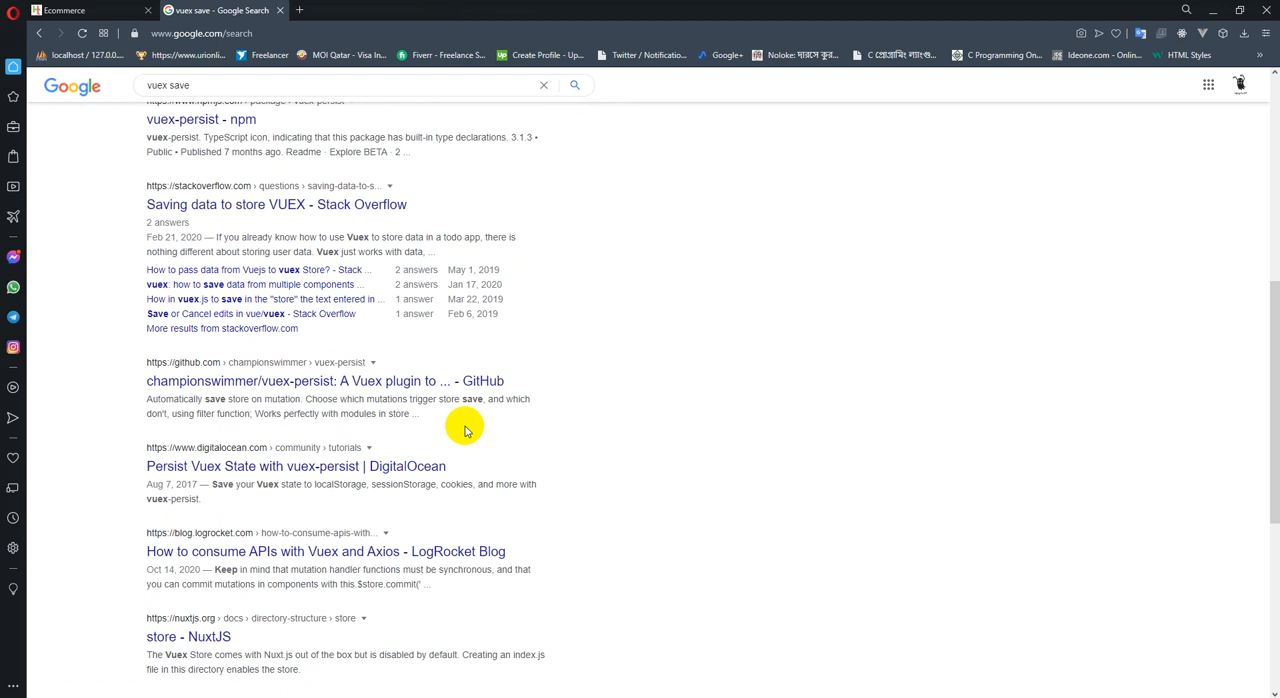 Ecommerce
vuex save - Google Search
www.google.com/search
localhost / 127.0.0....
https://www.urionli...
Freelancer
MOI Qatar - Visa In...
Fiverr - Freelance S...
Create Profile - Up...
Twitter / Notificatio...
Google+
Noloke: দারসে কুর...
C প্রোগ্রামিং ল্যাংগু...
C Programming On...
Ideone.com - Onlin...
HTML Styles
Google
vuex save
https://www.npmjs.com › package › vuex-persist
vuex-persist - npm
vuex-persist. TypeScript icon, indicating that this package has built-in type declarations. 3.1.3 •
Public • Published 7 months ago. Readme · Explore BETA · 2 ...
https://stackoverflow.com › questions › saving-data-to-s...
Saving data to store VUEX - Stack Overflow
2 answers
Feb 21, 2020 — If you already know how to use Vuex to store data in a todo app, there is
nothing different about storing user data. Vuex just works with data, ...
How to pass data from Vuejs to vuex Store? - Stack ... 2 answers May 1, 2019
vuex: how to save data from multiple components ... 2 answers Jan 17, 2020
How in vuex.js to save in the "store" the text entered in ... 1 answer Mar 22, 2019
Save or Cancel edits in vue/vuex - Stack Overflow 1 answer Feb 6, 2019
More results from stackoverflow.com
https://github.com › championswimmer › vuex-persist
championswimmer/vuex-persist: A Vuex plugin to ... - GitHub
Automatically save store on mutation. Choose which mutations trigger store save, and which
don't, using filter function; Works perfectly with modules in store ...
https://www.digitalocean.com › community › tutorials
Persist Vuex State with vuex-persist | DigitalOcean
Aug 7, 2017 — Save your Vuex state to localStorage, sessionStorage, cookies, and more with
vuex-persist.
https://blog.logrocket.com › how-to-consume-apis-with...
How to consume APIs with Vuex and Axios - LogRocket Blog
Oct 14, 2020 — Keep in mind that mutation handler functions must be synchronous, and that
you can commit mutations in components with this.$store.commit(' ...
https://nuxtjs.org › docs › directory-structure › store
store - NuxtJS
The Vuex Store comes with Nuxt.js out of the box but is disabled by default. Creating an index.js
file in this directory enables the store.